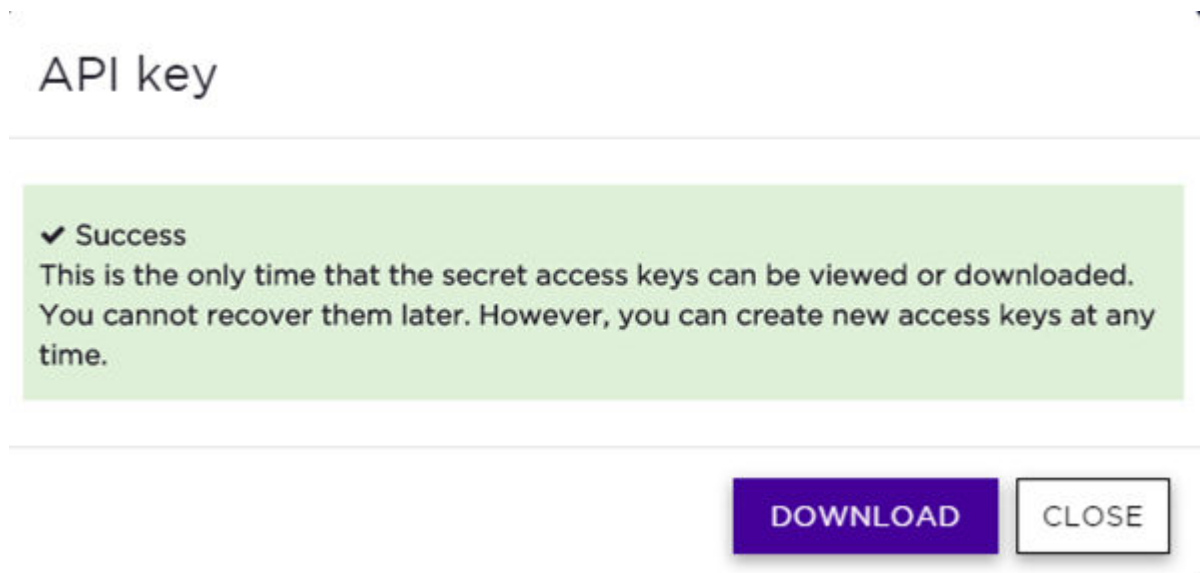 API key
✔ Success
This is the only time that the secret access keys can be viewed or downloaded.
You cannot recover them later. However, you can create new access keys at any
time.
DOWNLOAD
CLOSE